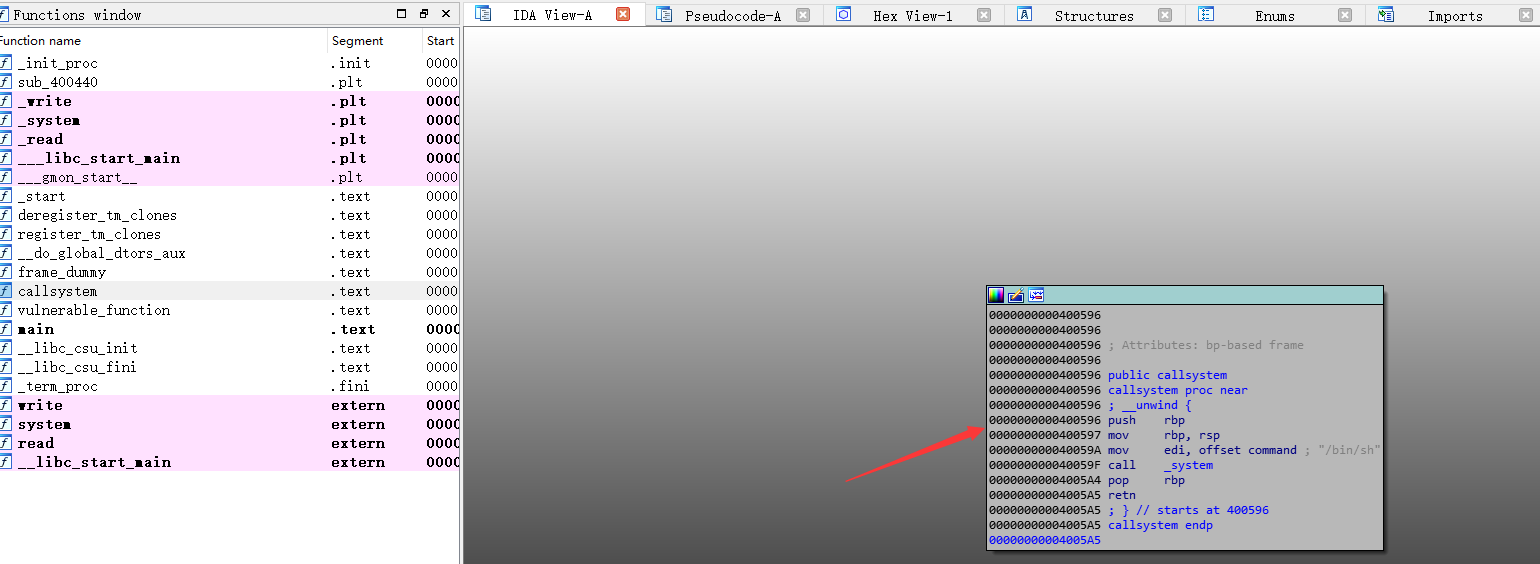 Functions window
IDA View-A
Pseudocode-A
Hex View-1
Structures
Enums
Imports
Function name Segment Start
f _init_proc .init 0000
f sub_400440 .plt 0000
f _write .plt 0000
f _system .plt 0000
f _read .plt 0000
f ___libc_start_main .plt 0000
f ___gmon_start__ .plt 0000
f _start .text 0000
f deregister_tm_clones .text 0000
f register_tm_clones .text 0000
f __do_global_dtors_aux .text 0000
f frame_dummy .text 0000
f callsystem .text 0000
f vulnerable_function .text 0000
f main .text 0000
f __libc_csu_init .text 0000
f __libc_csu_fini .text 0000
f _term_proc .fini 0000
f write extern 0000
f system extern 0000
f read extern 0000
f __libc_start_main extern 0000
0000000000400596
0000000000400596
0000000000400596 ; Attributes: bp-based frame
0000000000400596
0000000000400596 public callsystem
0000000000400596 callsystem proc near
0000000000400596 ; __unwind {
0000000000400596 push rbp
0000000000400597 mov rbp, rsp
000000000040059A mov edi, offset command ; "/bin/sh"
000000000040059F call _system
00000000004005A4 pop rbp
00000000004005A5 retn
00000000004005A5 ; } // starts at 400596
00000000004005A5 callsystem endp
00000000004005A5